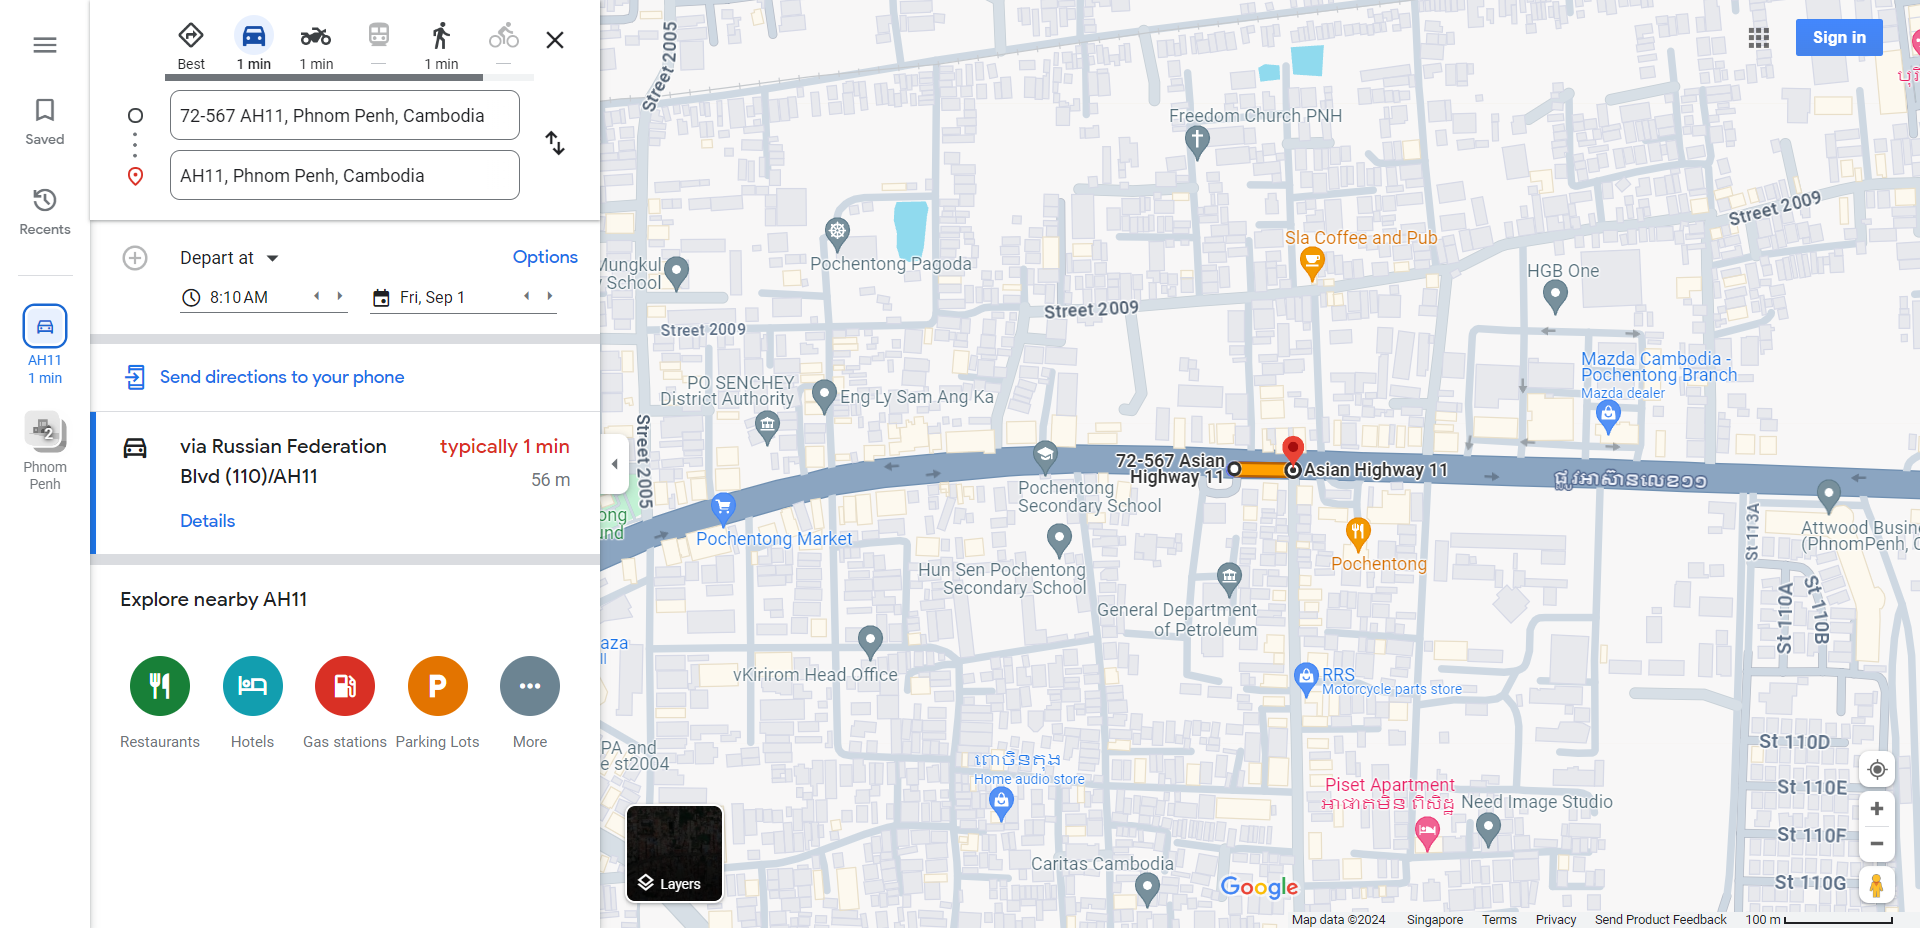 Best
1 min
1 min
—
1 min
—
Sign in
Saved
Recents
AH11
1 min
2
Phnom
Penh
72-567 AH11, Phnom Penh, Cambodia
AH11, Phnom Penh, Cambodia
Depart at
Options
8:10 AM
Fri, Sep 1
Send directions to your phone
via Russian Federation
Blvd (110)/AH11
typically 1 min
56 m
Details
Explore nearby AH11
Restaurants
Hotels
Gas stations
Parking Lots
More
Street 2005
Freedom Church PNH
Street 2009
Sla Coffee and Pub
Pochentong Pagoda
Mungkul
School
HGB One
Street 2009
Street 2009
Mazda Cambodia -
Pochentong Branch
Mazda dealer
PO SENCHEY
District Authority
Eng Ly Sam Ang Ka
Street 2005
72-567 Asian
Highway 11
Asian Highway 11
ផ្លូវអាស៊ានលេខ១១
Pochentong
Secondary School
Pochentong Market
Attwood Busin
(PhnomPenh, C
St 113A
Pochentong
Hun Sen Pochentong
Secondary School
General Department
of Petroleum
St 110A
St 110B
vKirirom Head Office
RRS
Motorcycle parts store
PA and
e st2004
ពោចិនតុង
Home audio store
St 110D
Piset Apartment
អាផាតមិន ពិសិដ្ឋ
Need Image Studio
St 110E
St 110F
Caritas Cambodia
St 110G
Layers
Google
Map data ©2024
Singapore
Terms
Privacy
Send Product Feedback
100 m